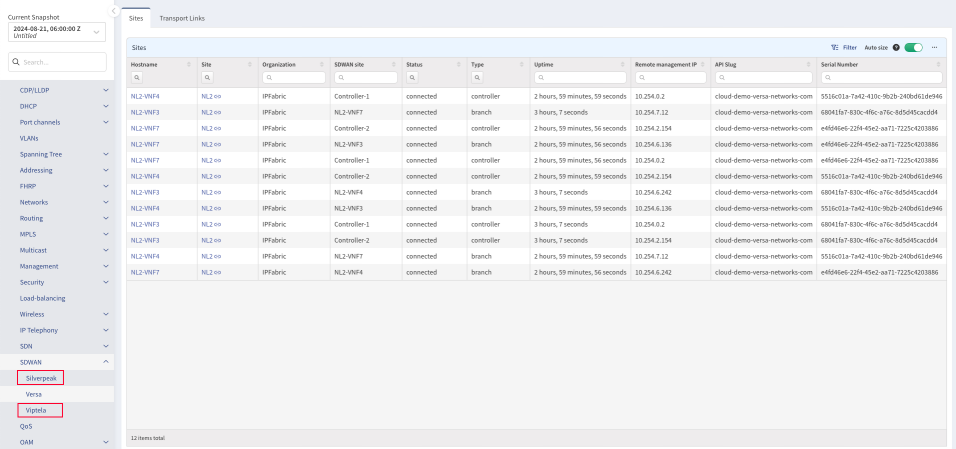 Current Snapshot
2024-08-21, 06:00:00 Z
Untitled
Search...
CDP/LLDP
DHCP
Port channels
VLANs
Spanning Tree
Addressing
FHRP
Networks
Routing
MPLS
Multicast
Management
Security
Load-balancing
Wireless
IP Telephony
SDN
SDWAN
Silverpeak
Versa
Viptela
QoS
OAM
Sites Transport Links
Sites Filter Auto size ? ...
Hostname Site Organization SDWAN site Status Type Uptime Remote management IP API Slug Serial Number
NL2-VNF4 NL2 IPFabric Controller-1 connected controller 2 hours, 59 minutes, 59 seconds 10.254.0.2 cloud-demo-versa-networks-com 5516c01a-7a42-410c-9b2b-240bd61de946
NL2-VNF3 NL2 IPFabric NL2-VNF7 connected branch 3 hours, 7 seconds 10.254.7.12 cloud-demo-versa-networks-com 68041fa7-830c-4f6c-a76c-8d5d45cacdd4
NL2-VNF7 NL2 IPFabric Controller-2 connected controller 2 hours, 59 minutes, 56 seconds 10.254.2.154 cloud-demo-versa-networks-com e4fd46e6-22f4-45e2-aa71-7225c4203886
NL2-VNF7 NL2 IPFabric NL2-VNF3 connected branch 2 hours, 59 minutes, 56 seconds 10.254.6.136 cloud-demo-versa-networks-com e4fd46e6-22f4-45e2-aa71-7225c4203886
NL2-VNF7 NL2 IPFabric Controller-1 connected controller 2 hours, 59 minutes, 56 seconds 10.254.0.2 cloud-demo-versa-networks-com e4fd46e6-22f4-45e2-aa71-7225c4203886
NL2-VNF4 NL2 IPFabric Controller-2 connected controller 2 hours, 59 minutes, 59 seconds 10.254.2.154 cloud-demo-versa-networks-com 5516c01a-7a42-410c-9b2b-240bd61de946
NL2-VNF3 NL2 IPFabric NL2-VNF4 connected branch 3 hours, 7 seconds 10.254.6.242 cloud-demo-versa-networks-com 68041fa7-830c-4f6c-a76c-8d5d45cacdd4
NL2-VNF4 NL2 IPFabric NL2-VNF3 connected branch 2 hours, 59 minutes, 59 seconds 10.254.6.136 cloud-demo-versa-networks-com 5516c01a-7a42-410c-9b2b-240bd61de946
NL2-VNF3 NL2 IPFabric Controller-1 connected controller 3 hours, 7 seconds 10.254.0.2 cloud-demo-versa-networks-com 68041fa7-830c-4f6c-a76c-8d5d45cacdd4
NL2-VNF3 NL2 IPFabric Controller-2 connected controller 3 hours, 7 seconds 10.254.2.154 cloud-demo-versa-networks-com 68041fa7-830c-4f6c-a76c-8d5d45cacdd4
NL2-VNF4 NL2 IPFabric NL2-VNF7 connected branch 2 hours, 59 minutes, 59 seconds 10.254.7.12 cloud-demo-versa-networks-com 5516c01a-7a42-410c-9b2b-240bd61de946
NL2-VNF7 NL2 IPFabric NL2-VNF4 connected branch 2 hours, 59 minutes, 56 seconds 10.254.6.242 cloud-demo-versa-networks-com e4fd46e6-22f4-45e2-aa71-7225c4203886
12 items total